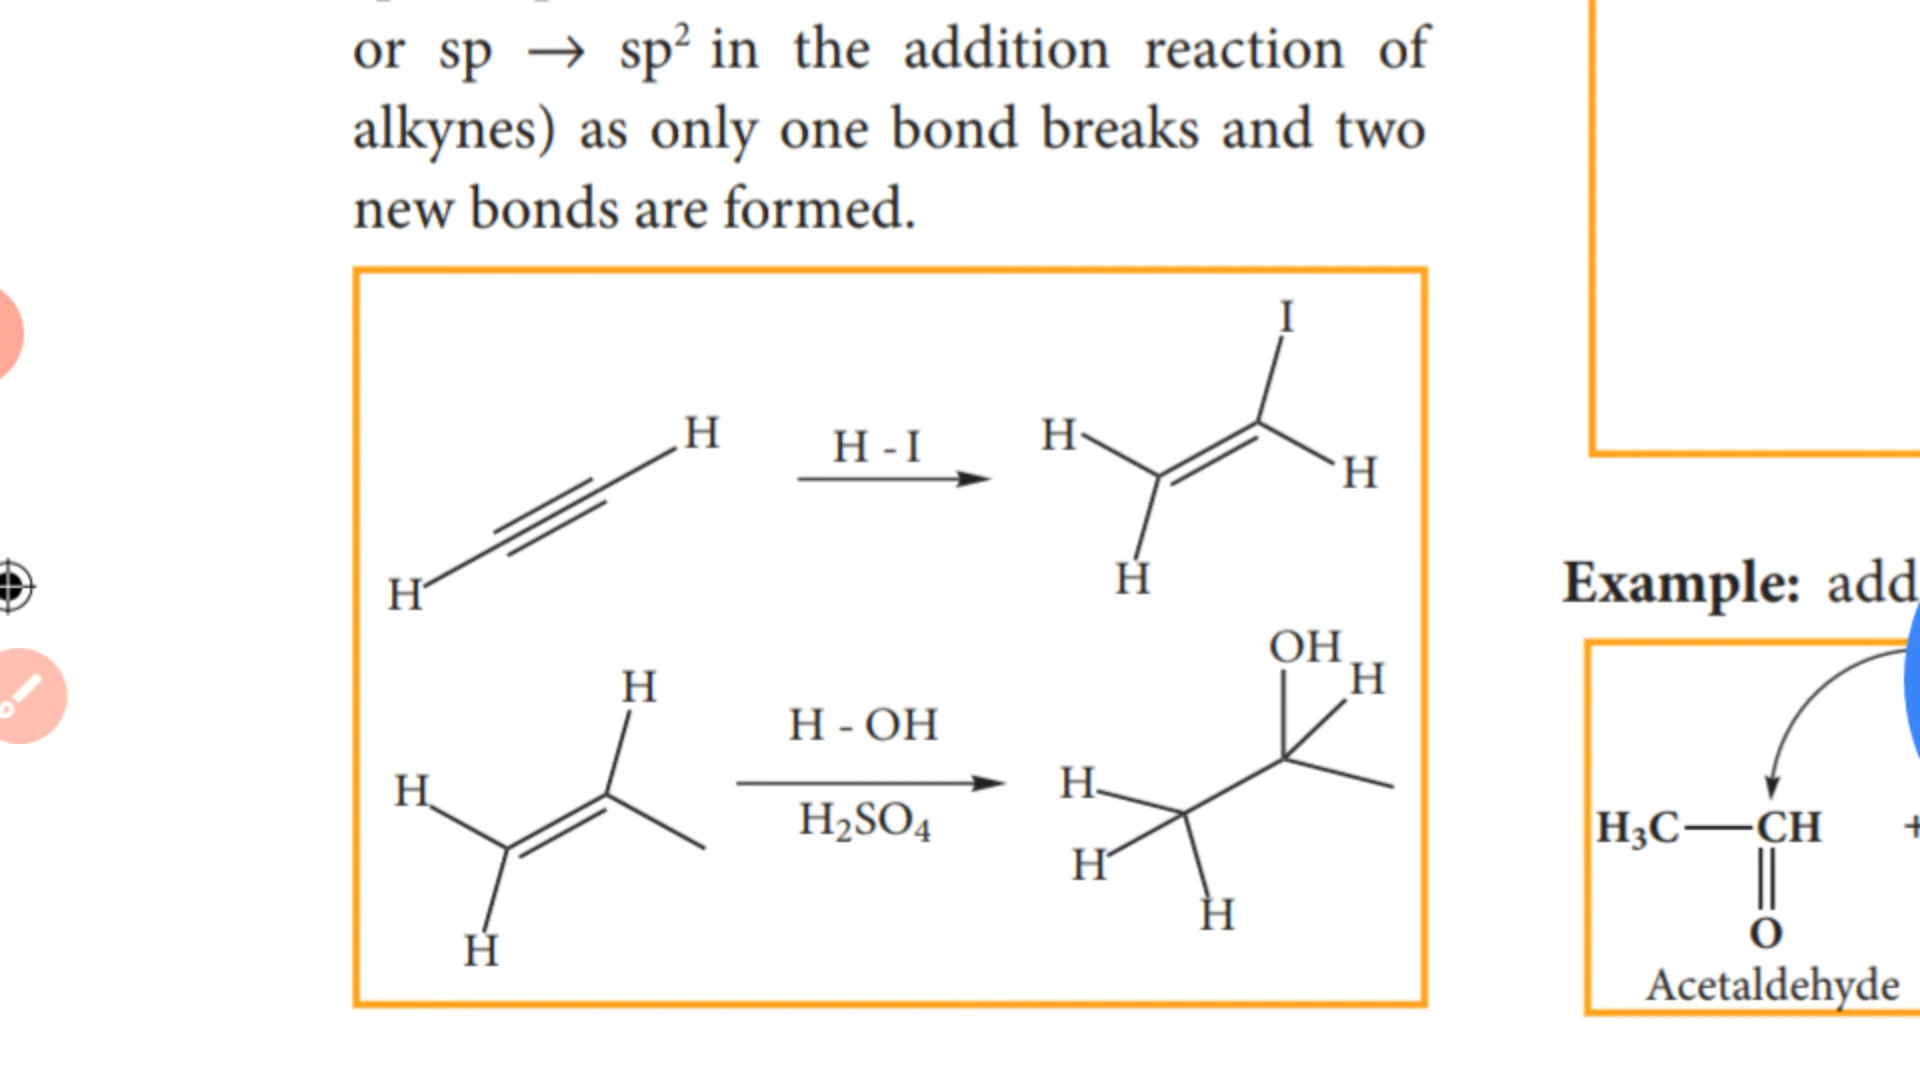 or sp → sp² in the addition reaction of
alkynes) as only one bond breaks and two
new bonds are formed.
I
H
H - I
H
H
H
H
OH
H
H
H - OH
H
H
H₂SO₄
H
H
H
Example: add
H₃C—CH +
O
Acetaldehyde